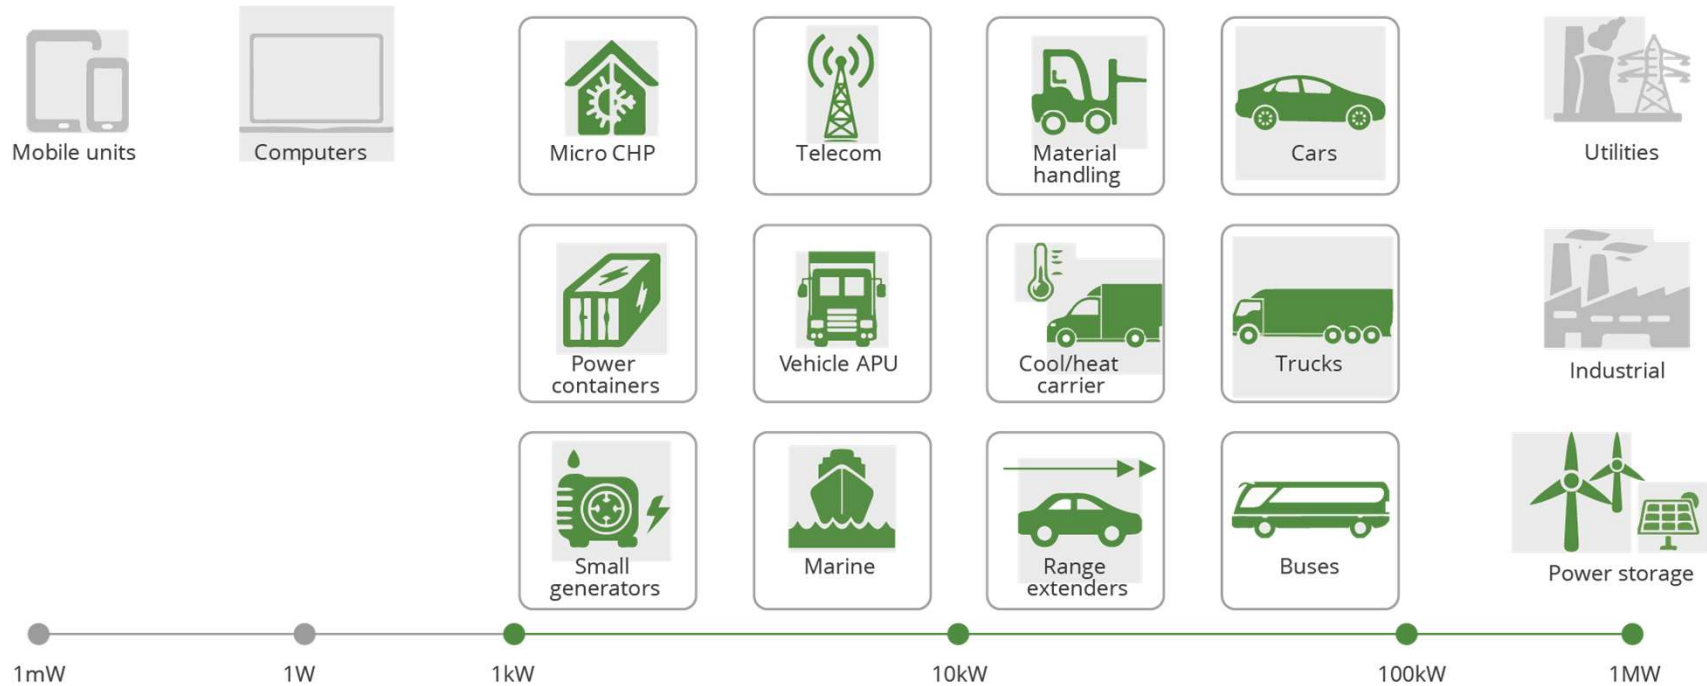 Mobile units
Computers
Micro CHP
Telecom
Material
handling
Cars
Utilities
Power
containers
Vehicle APU
Cool/heat
carrier
Trucks
Industrial
Small
generators
Marine
Range
extenders
Buses
Power storage
1mW
1W
1kW
10kW
100kW
1MW